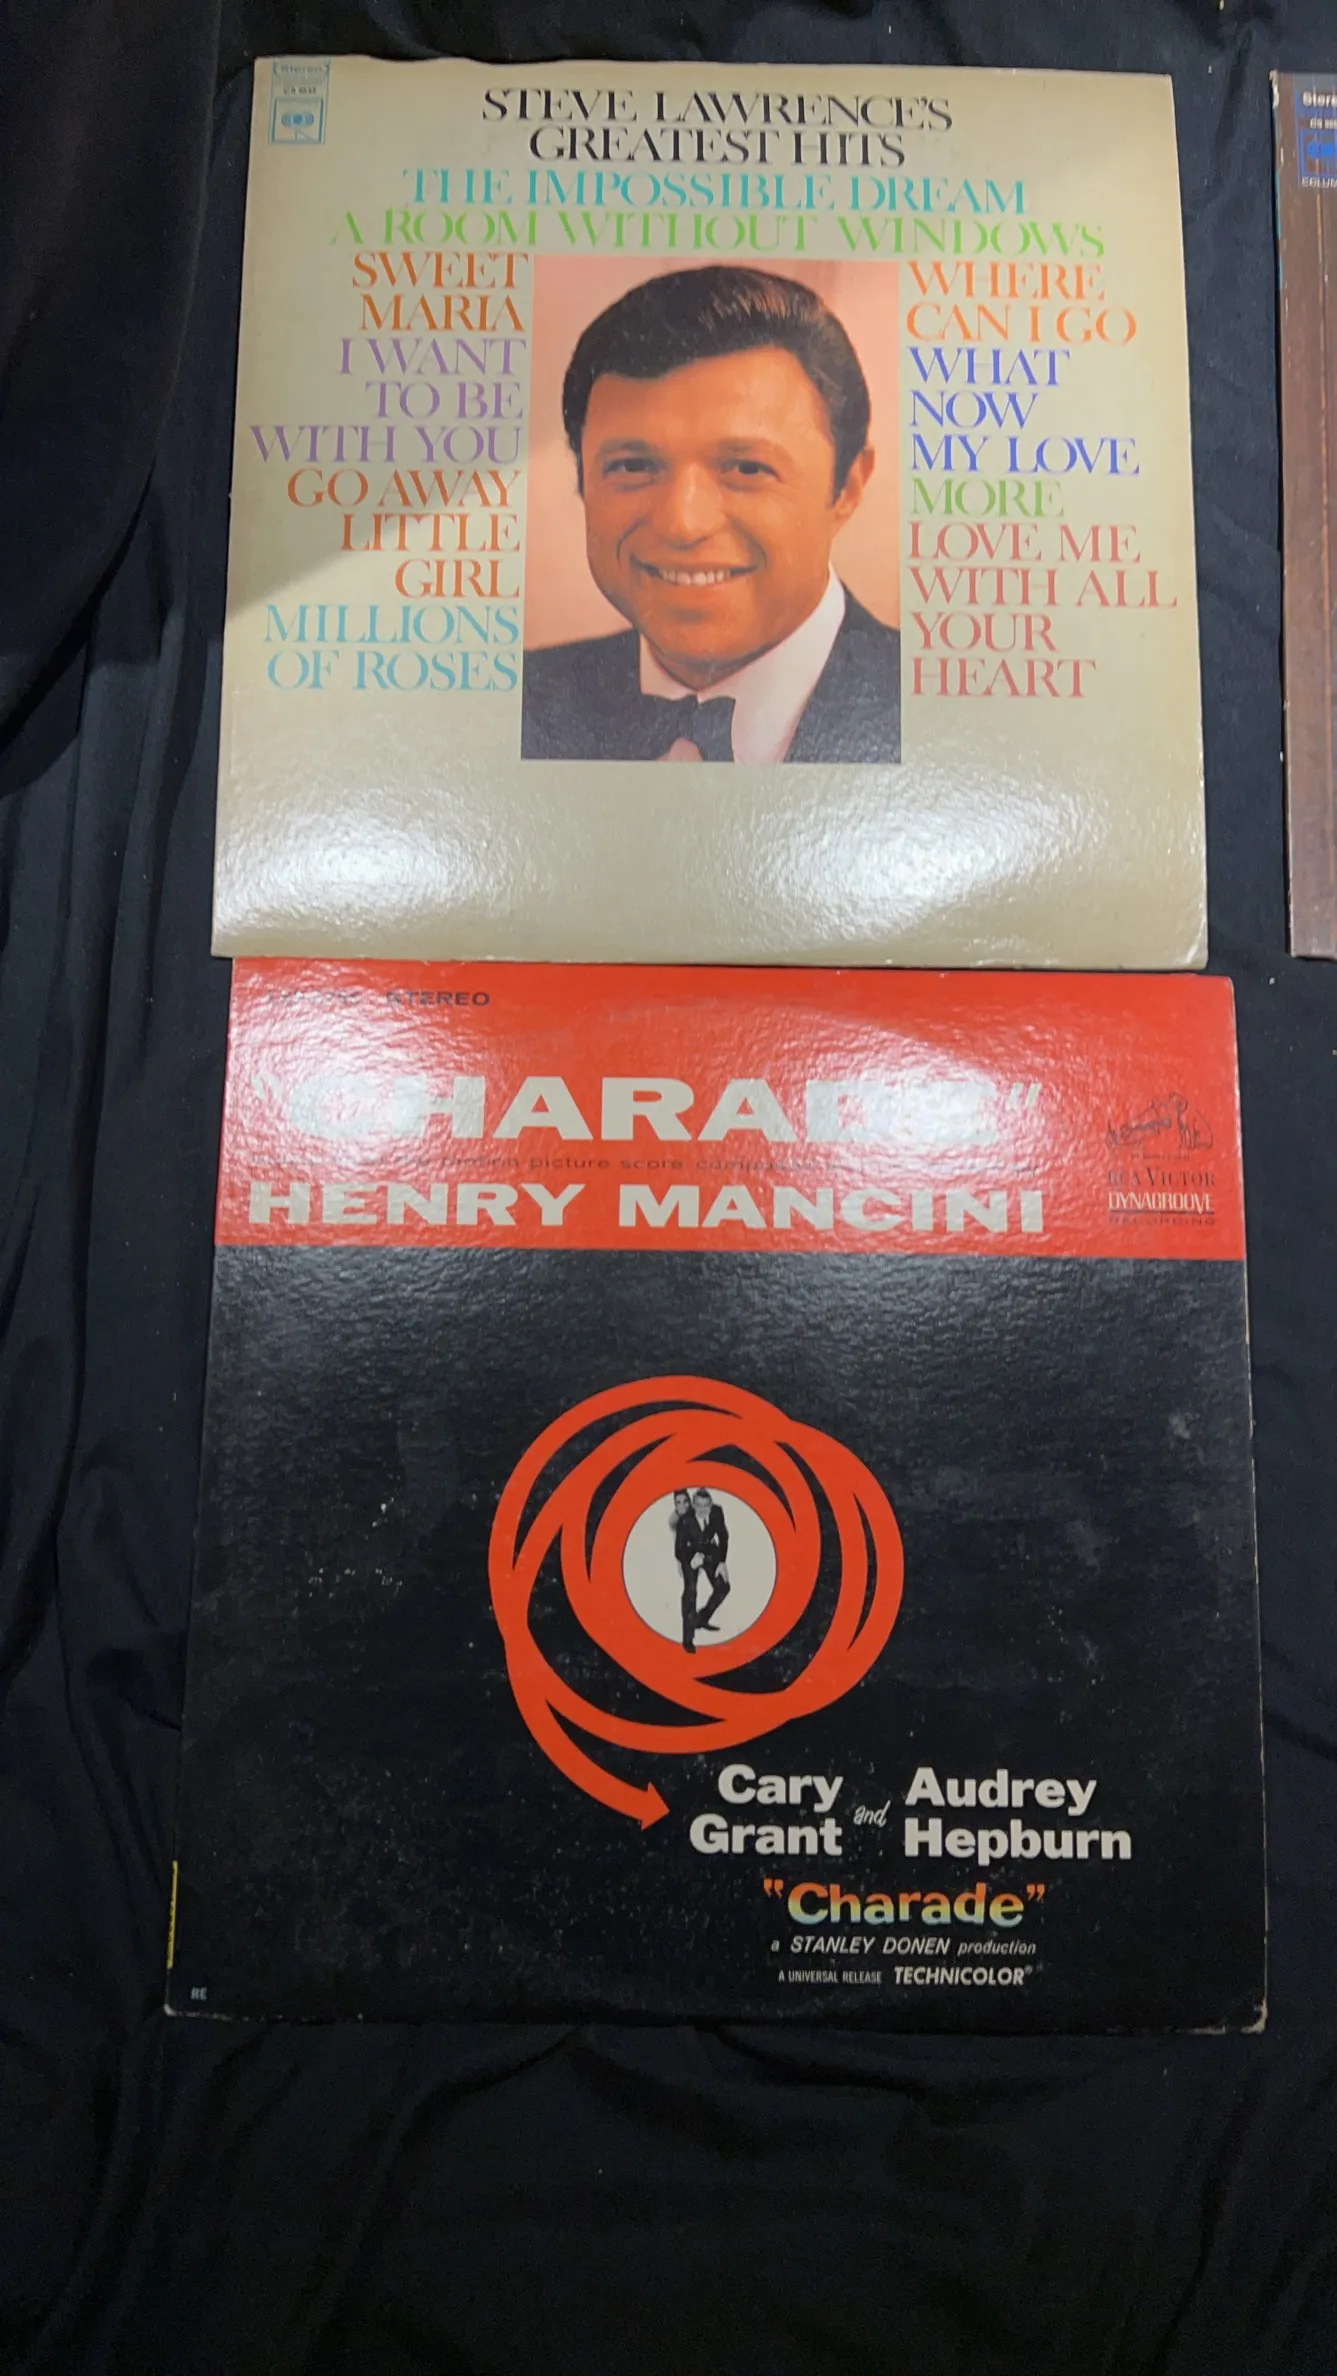 Stereo
STEVE LAWRENCE'S
GREATEST HITS
THE IMPOSSIBLE DREAM
A ROOM WITHOUT WINDOWS
SWEET
MARIA
I WANT
TO BE
WITH YOU
GO AWAY
LITTLE
GIRL
MILLIONS
OF ROSES
WHERE
CAN I GO
WHAT
NOW
MY LOVE
MORE
LOVE ME
WITH ALL
YOUR
HEART
STEREO
"CHARADE"
motion picture score
HENRY MANCINI
RCA VICTOR
DYNAGROOVE
RECORDING
Cary and Audrey
Grant Hepburn
"Charade"
a STANLEY DONEN production
A UNIVERSAL RELEASE TECHNICOLOR®
RE